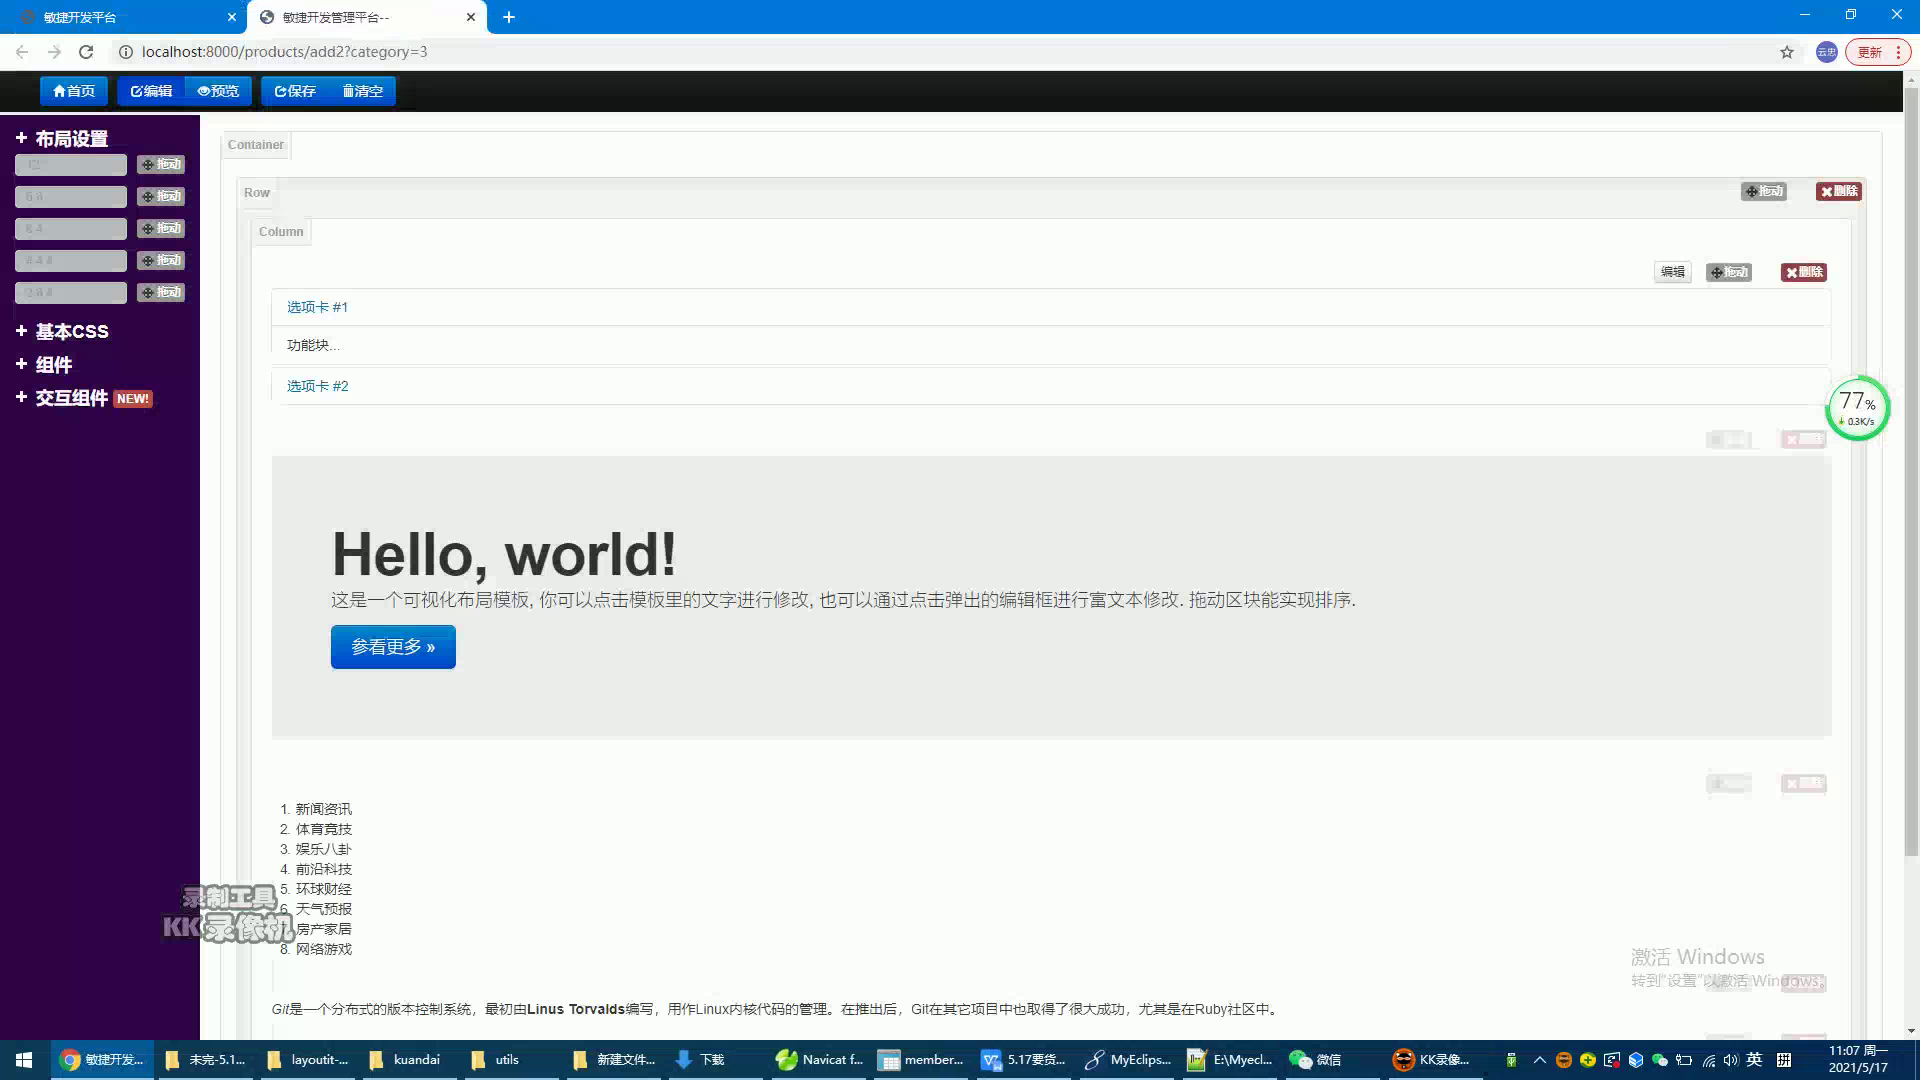 敏捷开发平台
敏捷开发管理平台--
localhost:8000/products/add2?category=3
云忠
更新
首页
编辑
预览
保存
清空
+ 布局设置
12
拖动
6 6
拖动
8 4
拖动
4 4 4
拖动
拖动
+ 基本CSS
+ 组件
+ 交互组件 NEW!
Container
Row
拖动
删除
Column
编辑
拖动
删除
选项卡 #1
功能块...
选项卡 #2
77%
0.3K/s
Hello, world!
这是一个可视化布局模板, 你可以点击模板里的文字进行修改, 也可以通过点击弹出的编辑框进行富文本修改. 拖动区块能实现排序.
参看更多 »
1. 新闻资讯
2. 体育竞技
3. 娱乐八卦
4. 前沿科技
5. 环球财经
6. 天气预报
7. 房产家居
8. 网络游戏
录制工具
KK录像机
激活 Windows
转到"设置"以激活 Windows。
Git是一个分布式的版本控制系统，最初由Linus Torvalds编写，用作Linux内核代码的管理。在推出后，Git在其它项目中也取得了很大成功，尤其是在Ruby社区中。
敏捷开发...
未完-5.1...
layoutit-...
kuandai
utils
新建文件...
下载
Navicat f...
member...
5.17要货...
MyEclips...
E:\Myecl...
微信
KK录像...
英
拼
11:07 周一
2021/5/17